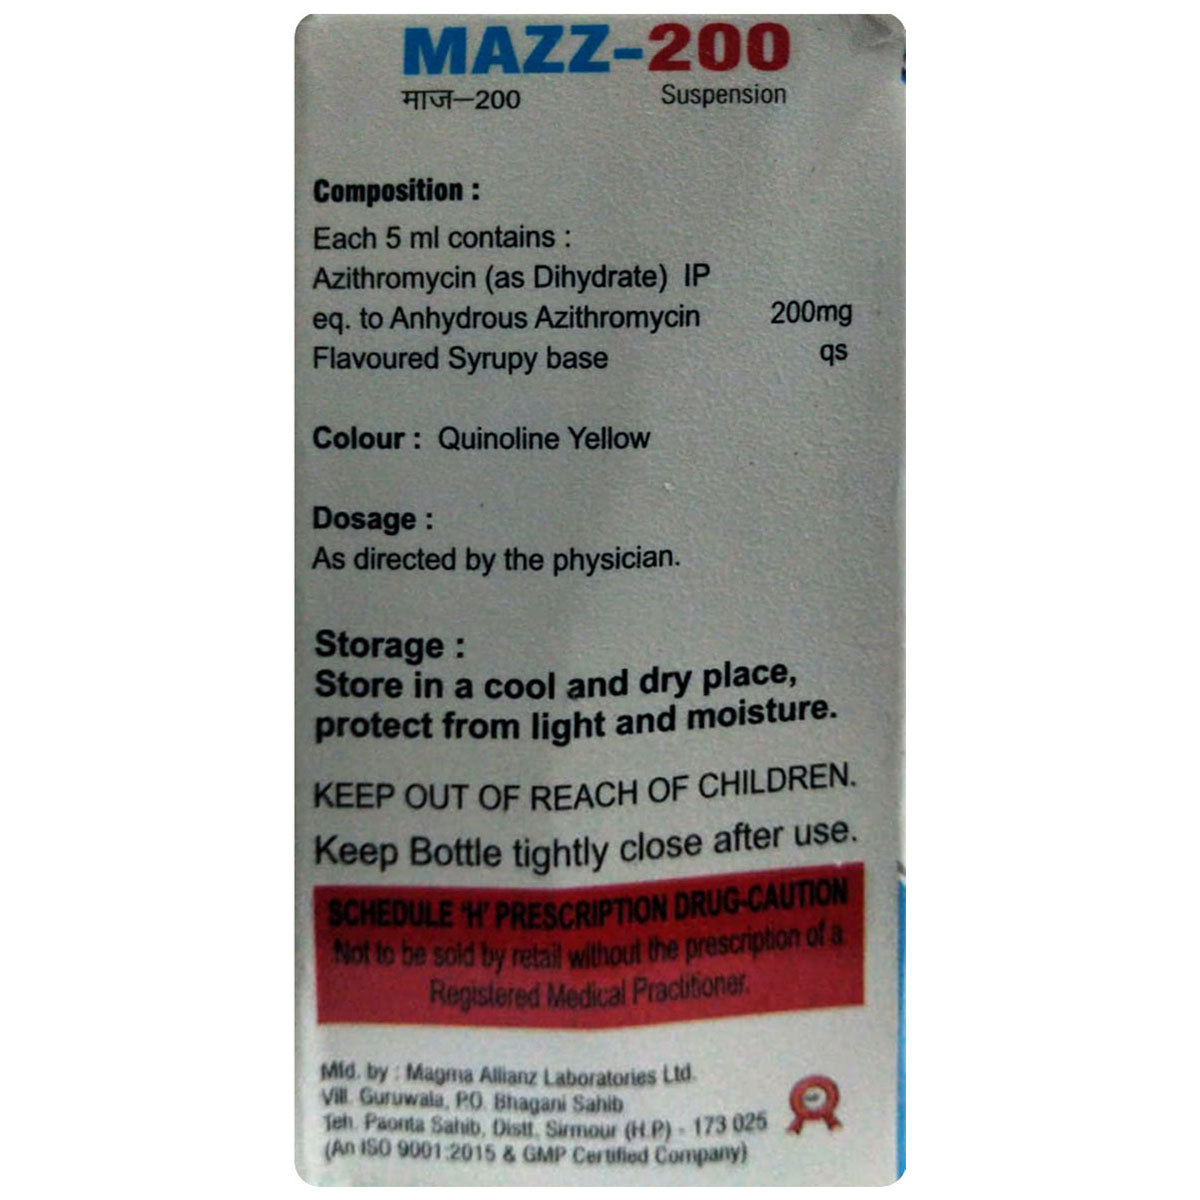 MAZZ-200
माज–200 Suspension
Composition :
Each 5 ml contains :
Azithromycin (as Dihydrate) IP
eq. to Anhydrous Azithromycin 200mg
Flavoured Syrupy base qs
Colour : Quinoline Yellow
Dosage :
As directed by the physician.
Storage :
Store in a cool and dry place,
protect from light and moisture.
KEEP OUT OF REACH OF CHILDREN.
Keep Bottle tightly close after use.
SCHEDULE 'H' PRESCRIPTION DRUG-CAUTION
Not to be sold by retail without the prescription of a
Registered Medical Practitioner.
Mfd. by : Magma Allianz Laboratories Ltd.
Vill. Guruwala, P.O. Bhagani Sahib
Teh. Paonta Sahib, Distt. Sirmour (H.P.) - 173 025
(An ISO 9001:2015 & GMP Certified Company)